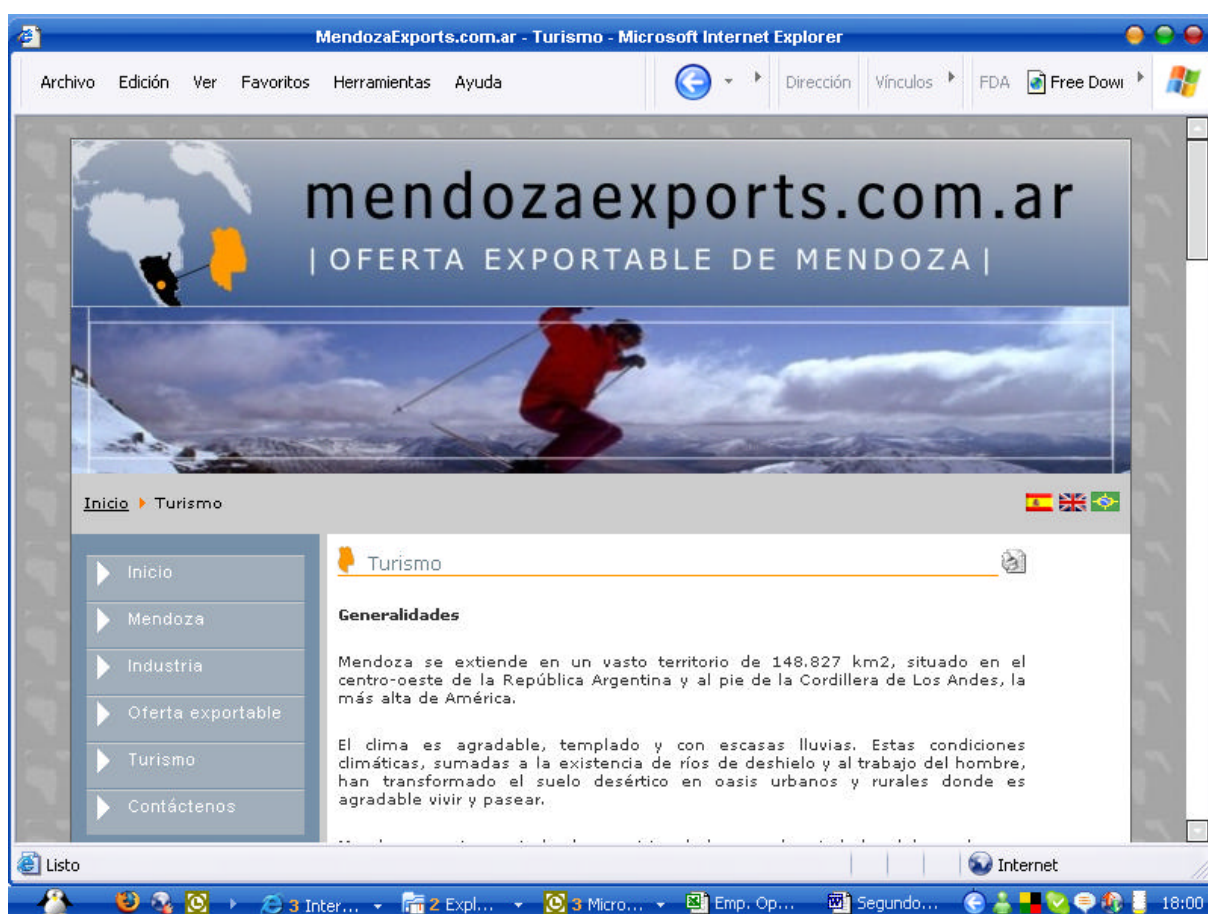 MendozaExports.com.ar - Turismo - Microsoft Internet Explorer
Archivo Edición Ver Favoritos Herramientas Ayuda Dirección Vínculos FDA Free Dow
mendozaexports.com.ar
| OFERTA EXPORTABLE DE MENDOZA |
Inicio Turismo
Inicio
Mendoza
Industria
Oferta exportable
Turismo
Contáctenos
Turismo
Generalidades
Mendoza se extiende en un vasto territorio de 148.827 km2, situado en el
centro-oeste de la República Argentina y al pie de la Cordillera de Los Andes, la
más alta de América.
El clima es agradable, templado y con escasas lluvias. Estas condiciones
climáticas, sumadas a la existencia de ríos de deshielo y al trabajo del hombre,
han transformado el suelo desértico en oasis urbanos y rurales donde es
agradable vivir y pasear.
Listo Internet
3 Inter... 2 Expl... 3 Micro... Emp. Op... Segundo... 18:00